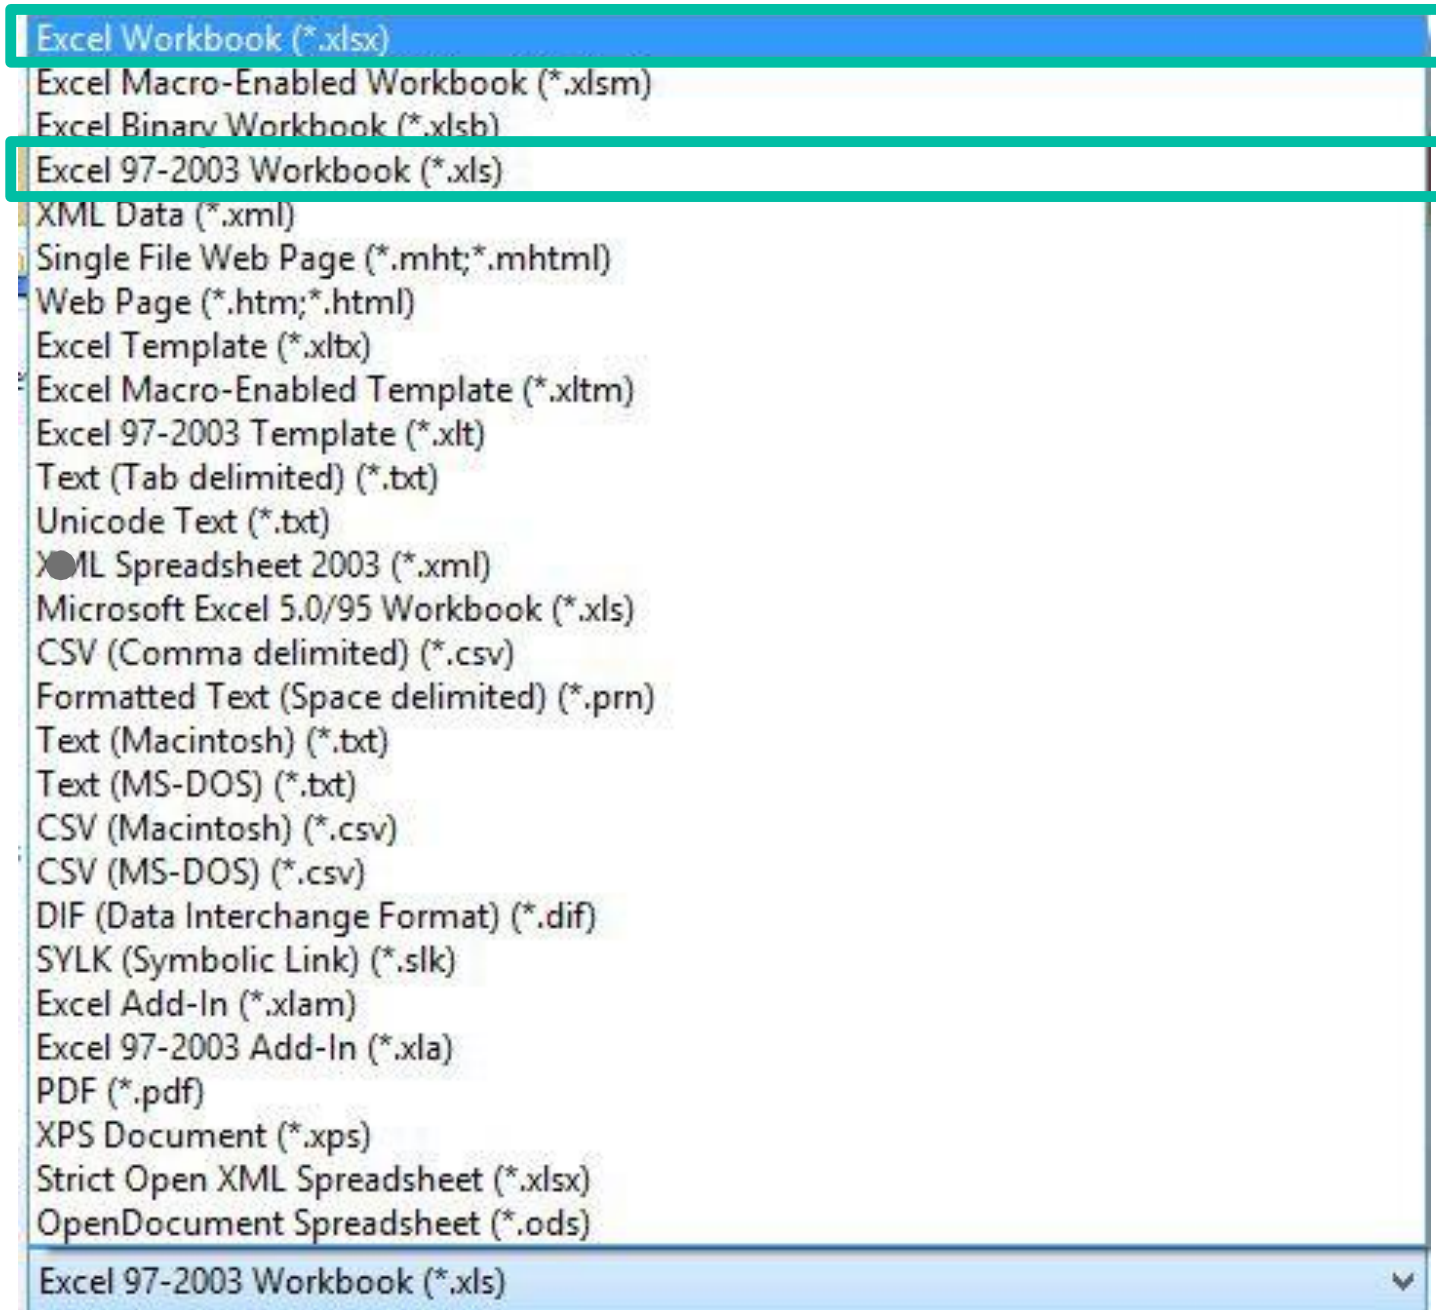 Excel Workbook (*.xlsx)
Excel Macro-Enabled Workbook (*.xlsm)
Excel Binary Workbook (*.xlsb)
Excel 97-2003 Workbook (*.xls)
XML Data (*.xml)
Single File Web Page (*.mht;*.mhtml)
Web Page (*.htm;*.html)
Excel Template (*.xltx)
Excel Macro-Enabled Template (*.xltm)
Excel 97-2003 Template (*.xlt)
Text (Tab delimited) (*.txt)
Unicode Text (*.txt)
XML Spreadsheet 2003 (*.xml)
Microsoft Excel 5.0/95 Workbook (*.xls)
CSV (Comma delimited) (*.csv)
Formatted Text (Space delimited) (*.prn)
Text (Macintosh) (*.txt)
Text (MS-DOS) (*.txt)
CSV (Macintosh) (*.csv)
CSV (MS-DOS) (*.csv)
DIF (Data Interchange Format) (*.dif)
SYLK (Symbolic Link) (*.slk)
Excel Add-In (*.xlam)
Excel 97-2003 Add-In (*.xla)
PDF (*.pdf)
XPS Document (*.xps)
Strict Open XML Spreadsheet (*.xlsx)
OpenDocument Spreadsheet (*.ods)
Excel 97-2003 Workbook (*.xls)